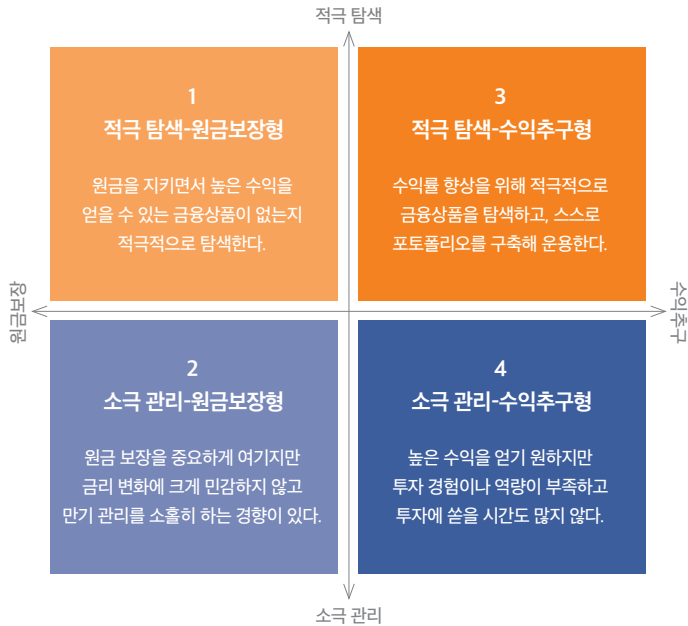 적극 탐색
1
적극 탐색-원금보장형
원금을 지키면서 높은 수익을
얻을 수 있는 금융상품이 없는지
적극적으로 탐색한다.
3
적극 탐색-수익추구형
수익률 향상을 위해 적극적으로
금융상품을 탐색하고, 스스로
포토폴리오를 구축해 운용한다.
원금보장
수익추구
2
소극 관리-원금보장형
원금 보장을 중요하게 여기지만
금리 변화에 크게 민감하지 않고
만기 관리를 소홀히 하는 경향이 있다.
4
소극 관리-수익추구형
높은 수익을 얻기 원하지만
투자 경험이나 역량이 부족하고
투자에 쏟을 시간도 많지 않다.
소극 관리